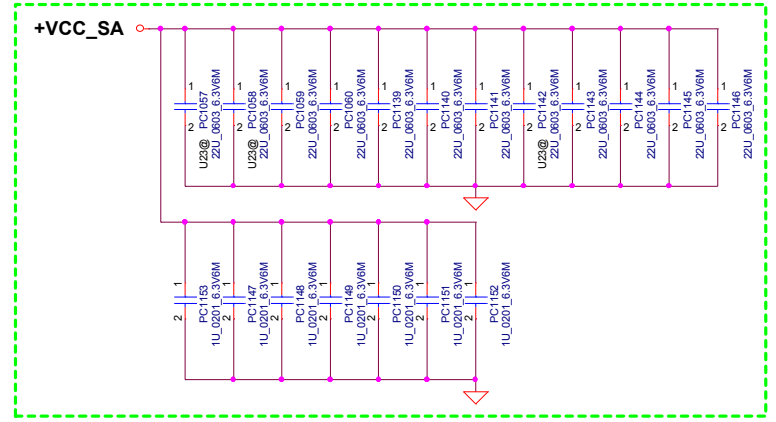 +VCC_SA
1
2
U23@
PC1057
22U_0603_6.3V6M
1
2
U23@
PC1058
22U_0603_6.3V6M
1
2
PC1059
22U_0603_6.3V6M
1
2
PC1060
22U_0603_6.3V6M
1
2
PC1139
22U_0603_6.3V6M
1
2
PC1140
22U_0603_6.3V6M
1
2
PC1141
22U_0603_6.3V6M
1
2
U23@
PC1142
22U_0603_6.3V6M
1
2
PC1143
22U_0603_6.3V6M
1
2
PC1144
22U_0603_6.3V6M
1
2
PC1145
22U_0603_6.3V6M
1
2
PC1146
22U_0603_6.3V6M
1
2
PC1153
1U_0201_6.3V6M
1
2
PC1147
1U_0201_6.3V6M
1
2
PC1148
1U_0201_6.3V6M
1
2
PC1149
1U_0201_6.3V6M
1
2
PC1150
1U_0201_6.3V6M
1
2
PC1151
1U_0201_6.3V6M
1
2
PC1152
1U_0201_6.3V6M